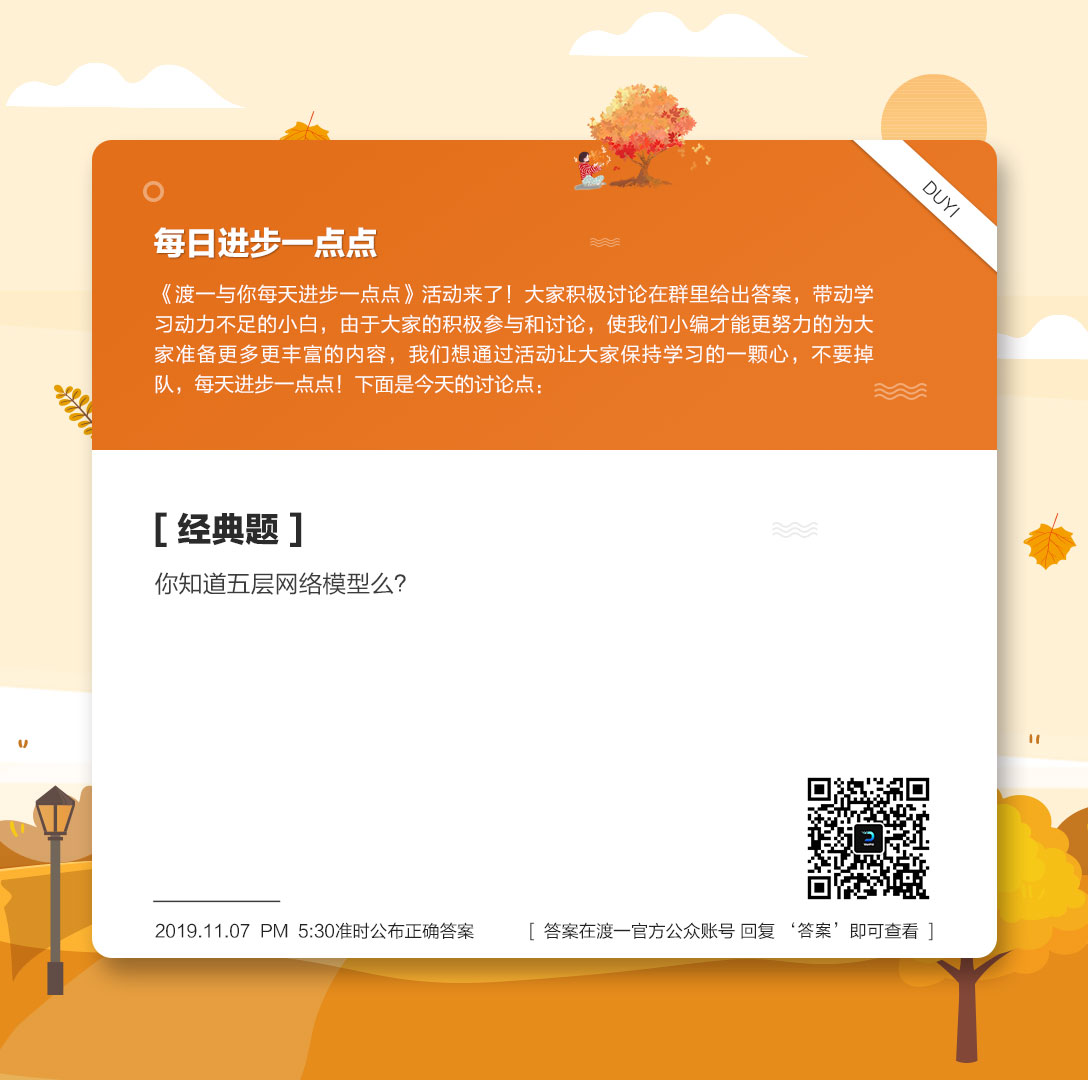 DUYI
每日进步一点点
《渡一与你每天进步一点点》活动来了！大家积极讨论在群里给出答案，带动学
习动力不足的小白，由于大家的积极参与和讨论，使我们小编才能更努力的为大
家准备更多更丰富的内容，我们想通过活动让大家保持学习的一颗心，不要掉
队，每天进步一点点！下面是今天的讨论点：
[ 经典题 ]
你知道五层网络模型么？
2019.11.07 PM 5:30准时公布正确答案
[ 答案在渡一官方公众账号 回复 ‘答案’ 即可查看 ]